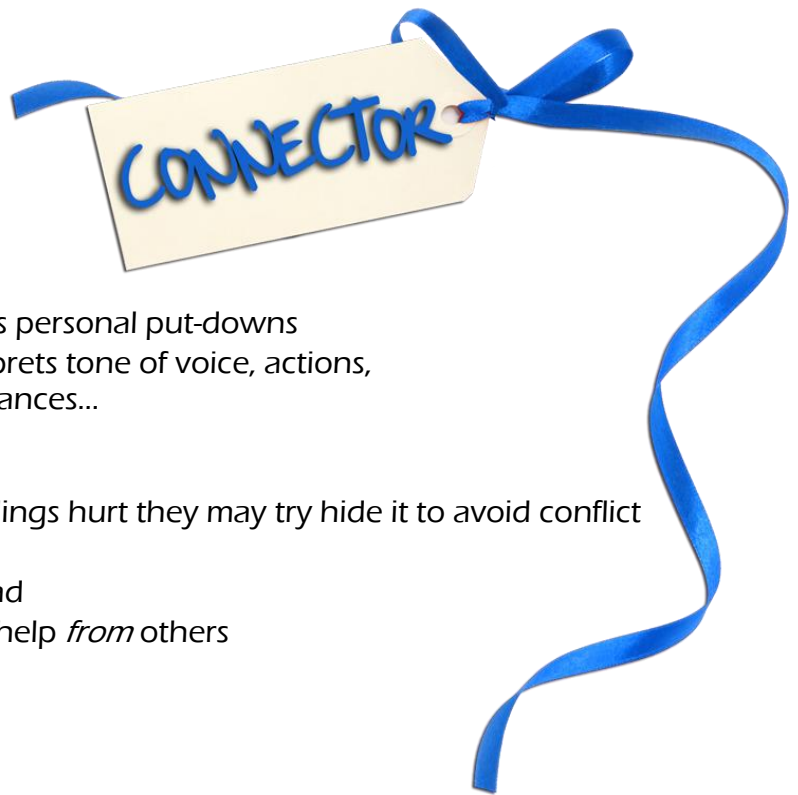 CONNECTOR
s personal put-downs
prets tone of voice, actions,
ances...
ings hurt they may try hide it to avoid conflict
nd
help from others